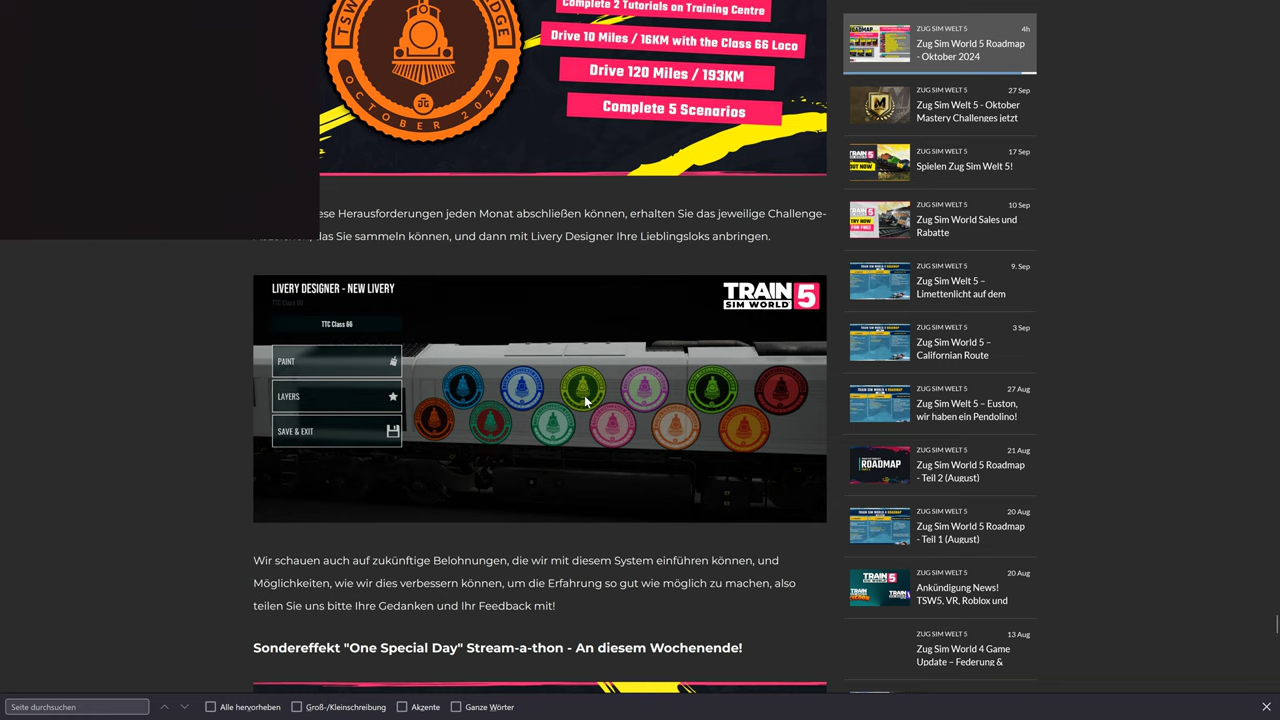 Complete 2 Tutorials on Training Centre
Drive 10 Miles / 16KM with the Class 66 Loco
Drive 120 Miles / 193KM
Complete 5 Scenarios
OCTOBER 2024
ese Herausforderungen jeden Monat abschließen können, erhalten Sie das jeweilige Challenge-
das Sie sammeln können, und dann mit Livery Designer Ihre Lieblingsloks anbringen.
LIVERY DESIGNER - NEW LIVERY
TTC Class 66
TTC Class 66
PAINT
LAYERS
SAVE & EXIT
TRAIN
SIM WORLD 5
Wir schauen auch auf zukünftige Belohnungen, die wir mit diesem System einführen können, und
Möglichkeiten, wie wir dies verbessern können, um die Erfahrung so gut wie möglich zu machen, also
teilen Sie uns bitte Ihre Gedanken und Ihr Feedback mit!
Sondereffekt "One Special Day" Stream-a-thon - An diesem Wochenende!
ZUG SIM WELT 5 4h
Zug Sim World 5 Roadmap
- Oktober 2024
ZUG SIM WELT 5 27 Sep
Zug Sim Welt 5 - Oktober
Mastery Challenges jetzt
ZUG SIM WELT 5 17 Sep
Spielen Zug Sim Welt 5!
ZUG SIM WELT 5 10 Sep
Zug Sim World Sales und
Rabatte
ZUG SIM WELT 5 9. Sep
Zug Sim Welt 5 –
Limettenlicht auf dem
ZUG SIM WELT 5 3 Sep
Zug Sim World 5 –
Californian Route
ZUG SIM WELT 5 27 Aug
Zug Sim Welt 5 – Euston,
wir haben ein Pendolino!
ZUG SIM WELT 5 21 Aug
Zug Sim World 5 Roadmap
- Teil 2 (August)
ROADMAP
ZUG SIM WELT 5 20 Aug
Zug Sim World 5 Roadmap
- Teil 1 (August)
ZUG SIM WELT 5 20 Aug
Ankündigung News!
TSW5, VR, Roblox und
ZUG SIM WELT 5 13 Aug
Zug Sim World 4 Game
Update – Federung &
Seite durchsuchen
Alle hervorheben
Groß-/Kleinschreibung
Akzente
Ganze Wörter